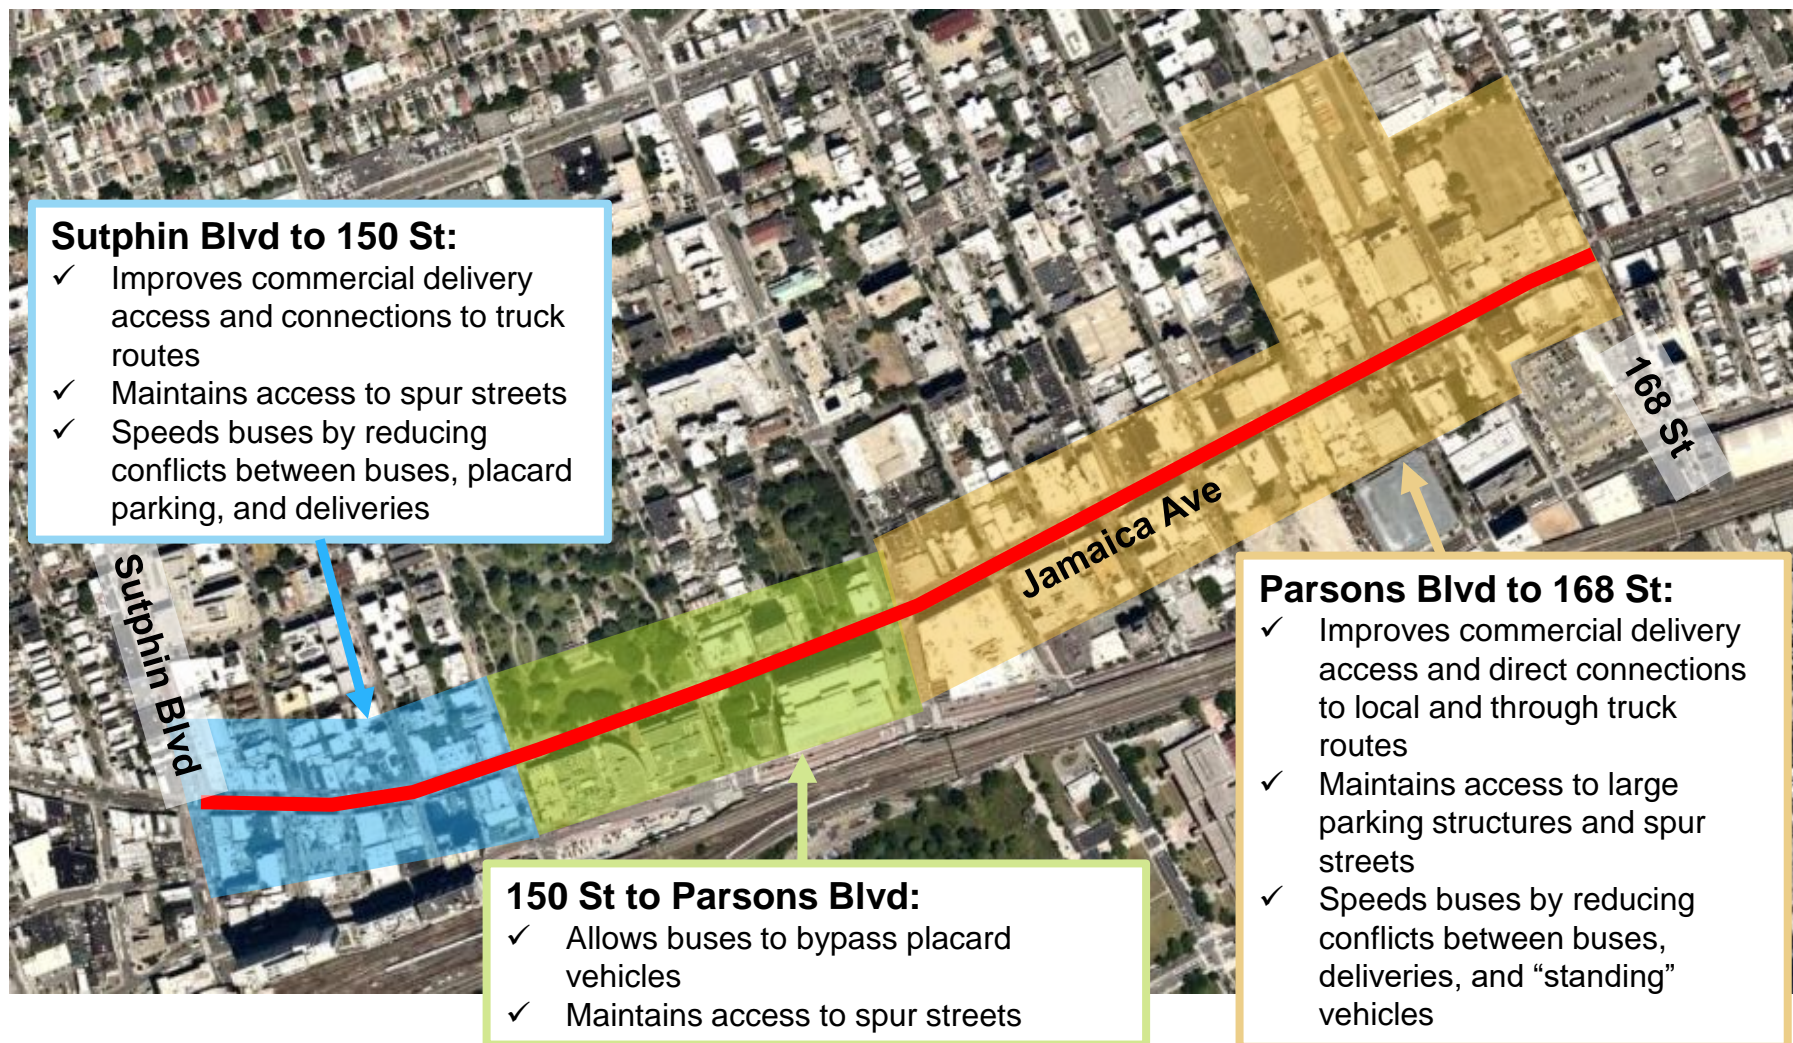 Sutphin Blvd to 150 St:
✓ Improves commercial delivery
access and connections to truck
routes
✓ Maintains access to spur streets
✓ Speeds buses by reducing
conflicts between buses, placard
parking, and deliveries
Sutphin Blvd
Jamaica Ave
168 St
150 St to Parsons Blvd:
✓ Allows buses to bypass placard
vehicles
✓ Maintains access to spur streets
Parsons Blvd to 168 St:
✓ Improves commercial delivery
access and direct connections
to local and through truck
routes
✓ Maintains access to large
parking structures and spur
streets
✓ Speeds buses by reducing
conflicts between buses,
deliveries, and “standing”
vehicles